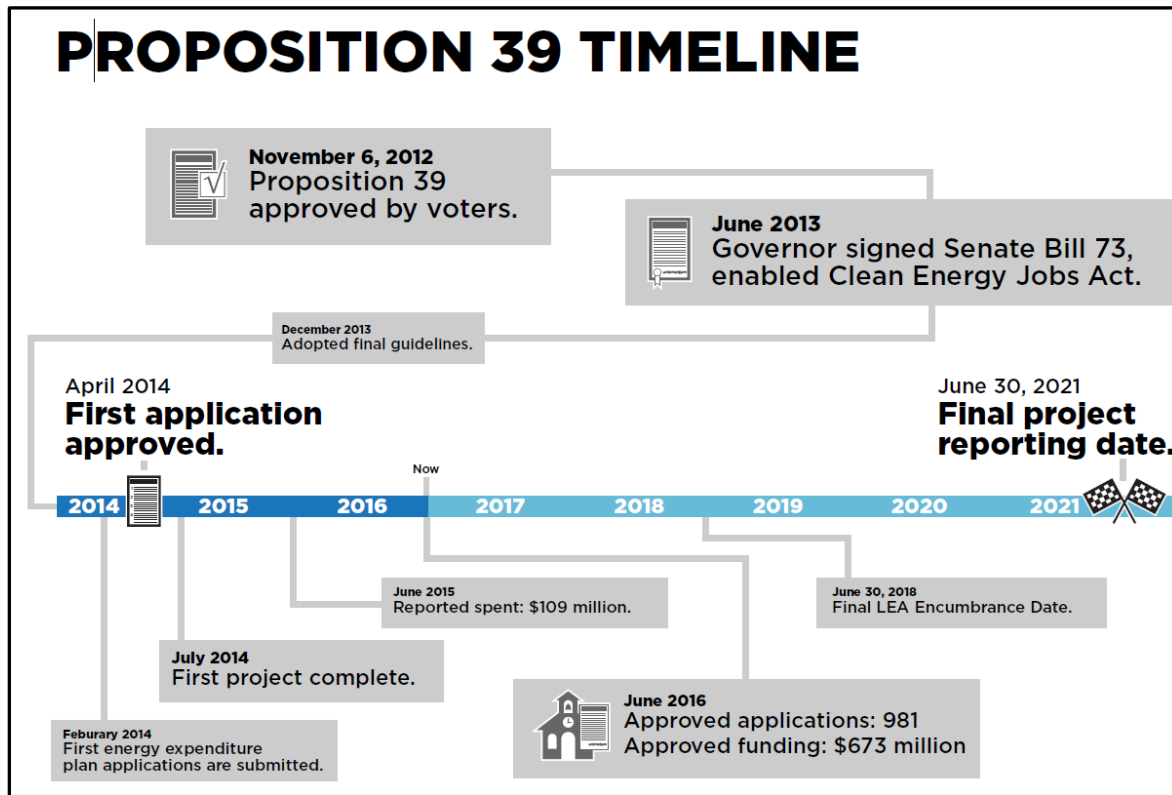 PROPOSITION 39 TIMELINE
November 6, 2012
Proposition 39
approved by voters.
June 2013
Governor signed Senate Bill 73,
enabled Clean Energy Jobs Act.
December 2013
Adopted final guidelines.
April 2014
First application
approved.
June 30, 2021
Final project
reporting date.
Now
2014 2015 2016 2017 2018 2019 2020 2021
June 2015
Reported spent: $109 million.
June 30, 2018
Final LEA Encumbrance Date.
July 2014
First project complete.
June 2016
Approved applications: 981
Approved funding: $673 million
Feburary 2014
First energy expenditure
plan applications are submitted.